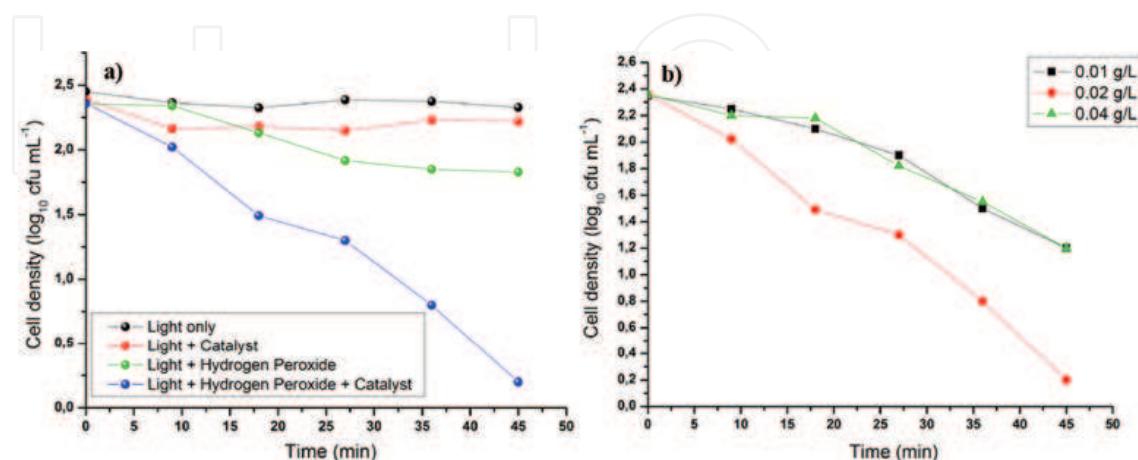 a)
2,5
2,0
1,5
1,0
0,5
0,0
Cell density (log₁₀ cfu mL⁻¹)
Light only
Light + Catalyst
Light + Hydrogen Peroxide
Light + Hydrogen Peroxide + Catalyst
0 5 10 15 20 25 30 35 40 45 50
Time (min)
b)
2,6
2,4
2,2
2,0
1,8
1,6
1,4
1,2
1,0
0,8
0,6
0,4
0,2
0,0
Cell density (log₁₀ cfu mL⁻¹)
0.01 g/L
0.02 g/L
0.04 g/L
0 5 10 15 20 25 30 35 40 45 50
Time (min)